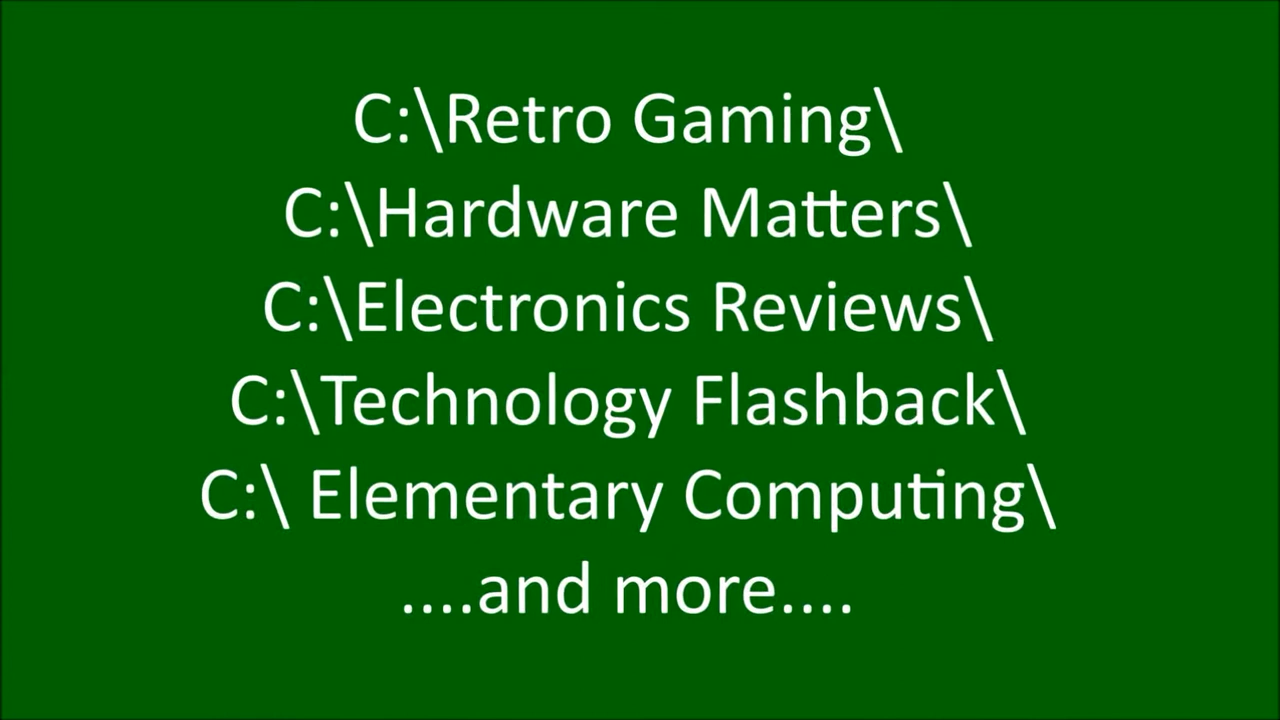 C:\Retro Gaming\
C:\Hardware Matters\
C:\Electronics Reviews\
C:\Technology Flashback\
C:\ Elementary Computing\
....and more....